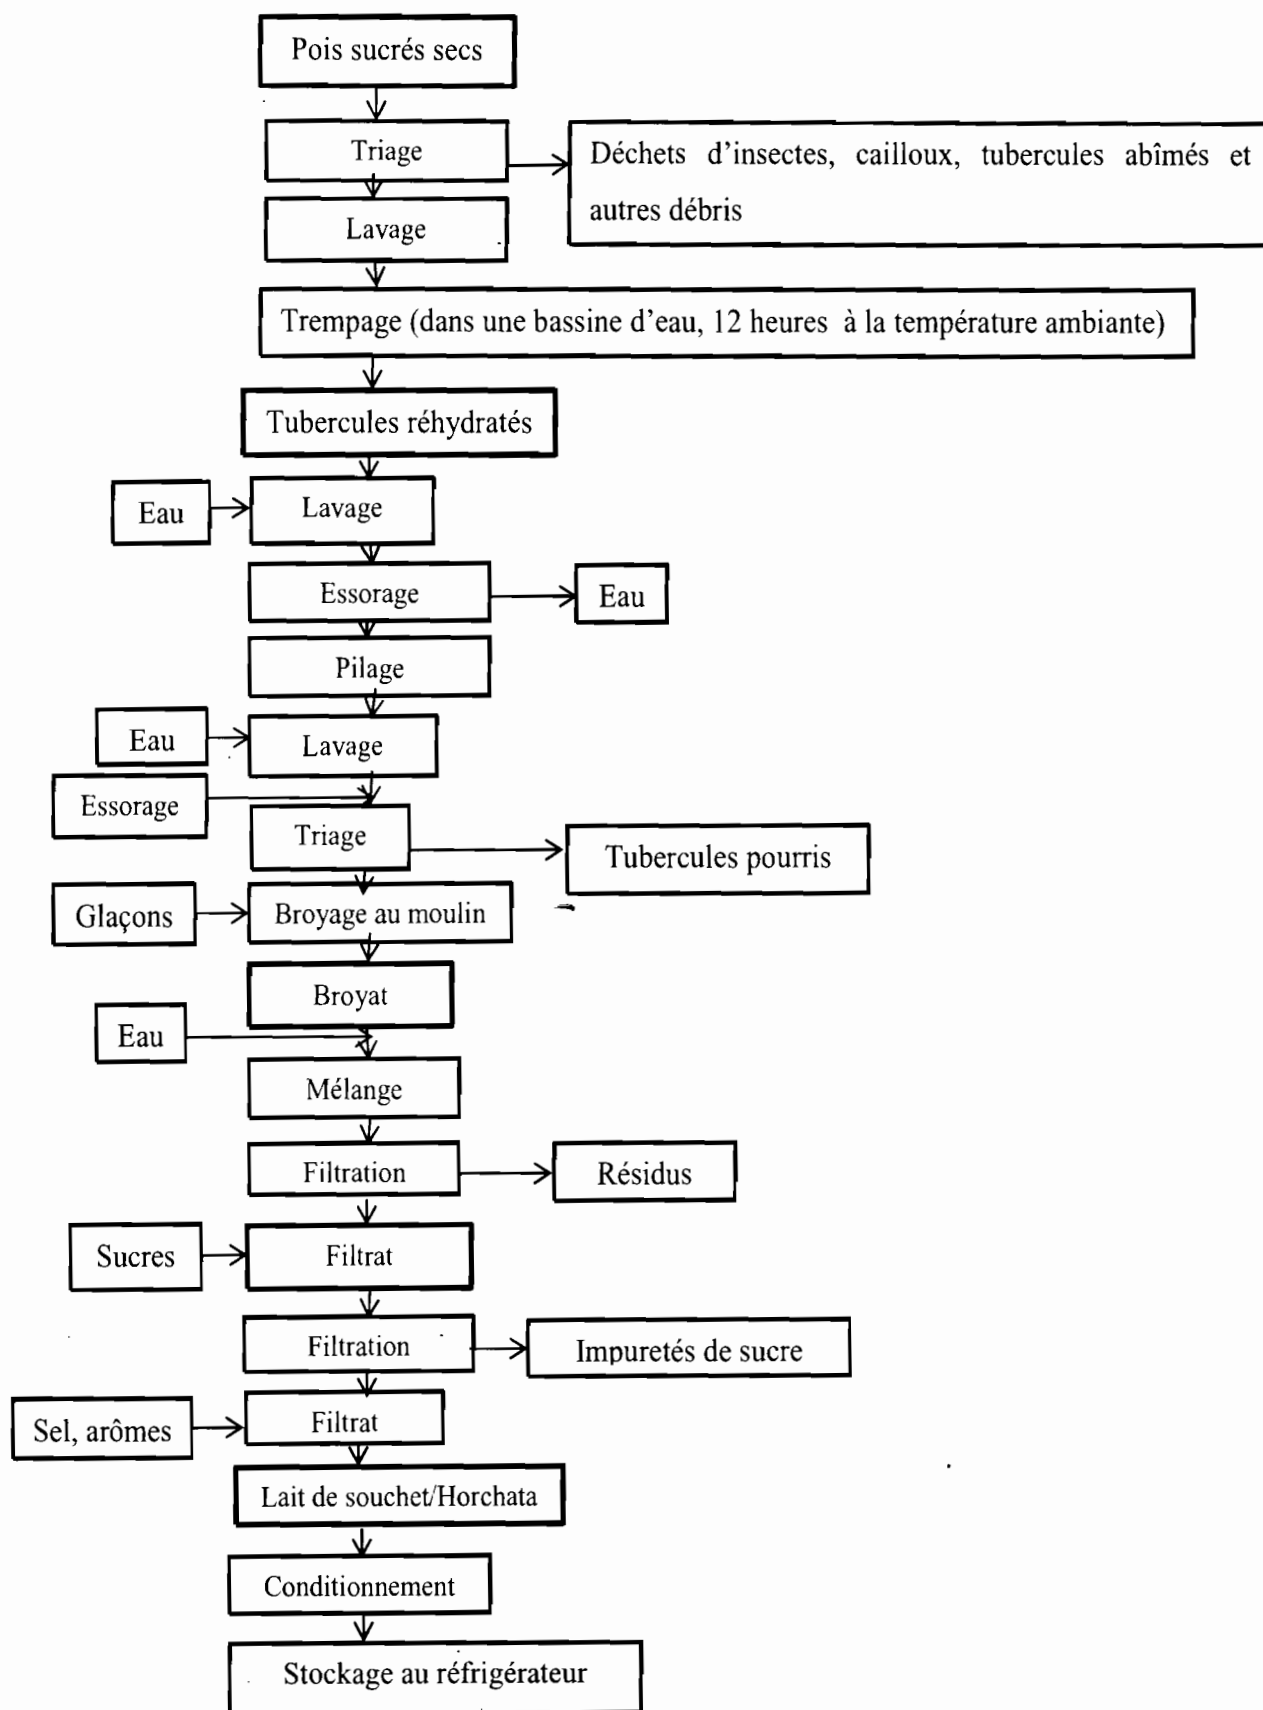 Pois sucrés secs
Triage
Déchets d'insectes, cailloux, tubercules abîmés et
autres débris
Lavage
Trempage (dans une bassine d'eau, 12 heures à la température ambiante)
Tubercules réhydratés
Eau
Lavage
Essorage
Eau
Pilage
Eau
Lavage
Essorage
Triage
Tubercules pourris
Glaçons
Broyage au moulin
Broyat
Eau
Mélange
Filtration
Résidus
Sucres
Filtrat
Filtration
Impuretés de sucre
Sel, arômes
Filtrat
Lait de souchet/Horchata
Conditionnement
Stockage au réfrigérateur